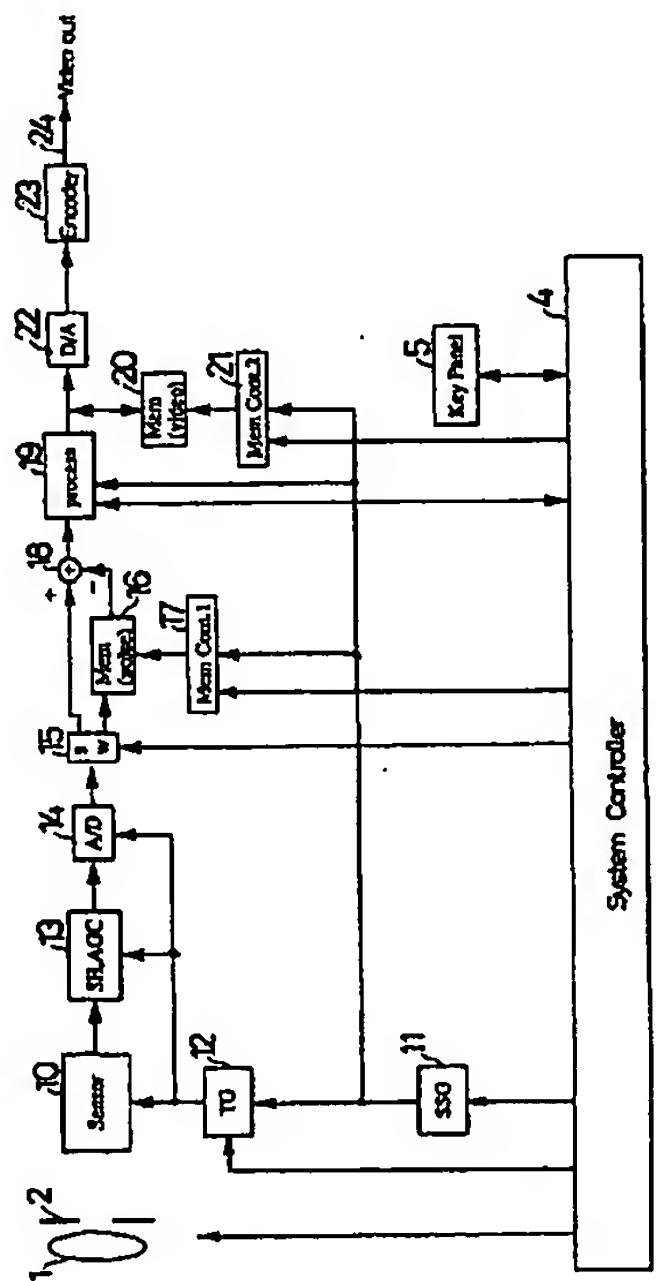 1
2
10
Sensor
13
SH,AGC
14
A/D
15
S
W
+
-
18
+
Mem
(noise)
16
17
Mem Cont.1
19
process
20
Mem
(video)
21
Mem Cont.2
22
D/A
23
Encoder
24
Video out
12
TG
11
SSG
5
Key Panel
4
System Controller